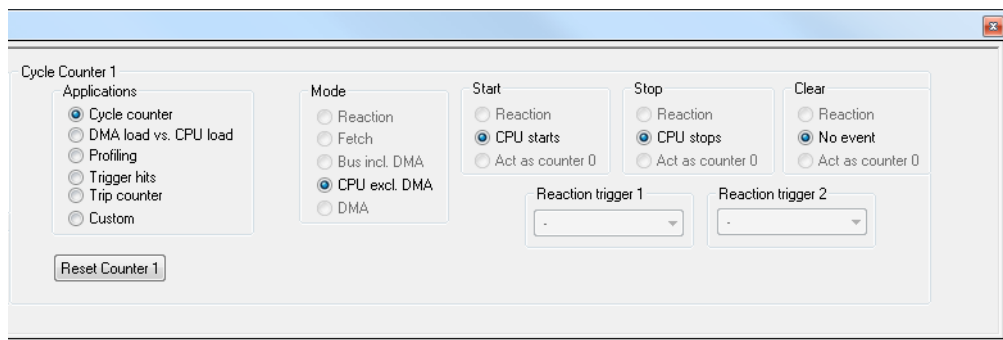 Cycle Counter 1
Applications
Cycle counter
DMA load vs. CPU load
Profiling
Trigger hits
Trip counter
Custom
Mode
Reaction
Fetch
Bus incl. DMA
CPU excl. DMA
DMA
Start
Reaction
CPU starts
Act as counter 0
Stop
Reaction
CPU stops
Act as counter 0
Clear
Reaction
No event
Act as counter 0
Reaction trigger 1
-
Reaction trigger 2
-
Reset Counter 1